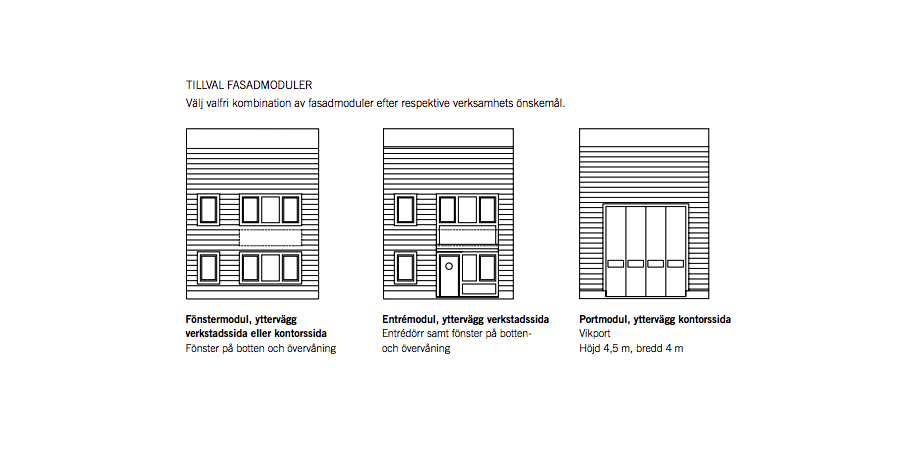 TILLVAL FASADMODULER
Välj valfri kombination av fasadmoduler efter respektive verksamhets önskemål.
Fönstermodul, yttervägg
verkstadssida eller kontorssida
Fönster på botten och övervåning
Entrémodul, yttervägg verkstadssida
Entrédörr samt fönster på botten-
och övervåning
Portmodul, yttervägg kontorssida
Vikport
Höjd 4,5 m, bredd 4 m